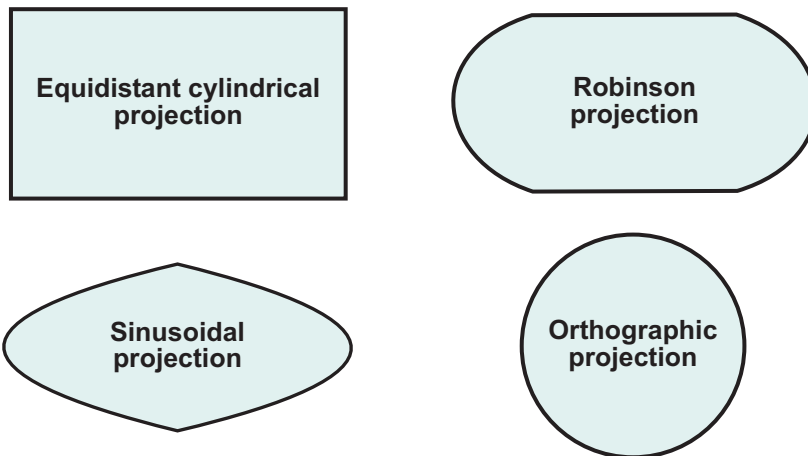 Equidistant cylindrical
projection
Robinson
projection
Sinusoidal
projection
Orthographic
projection